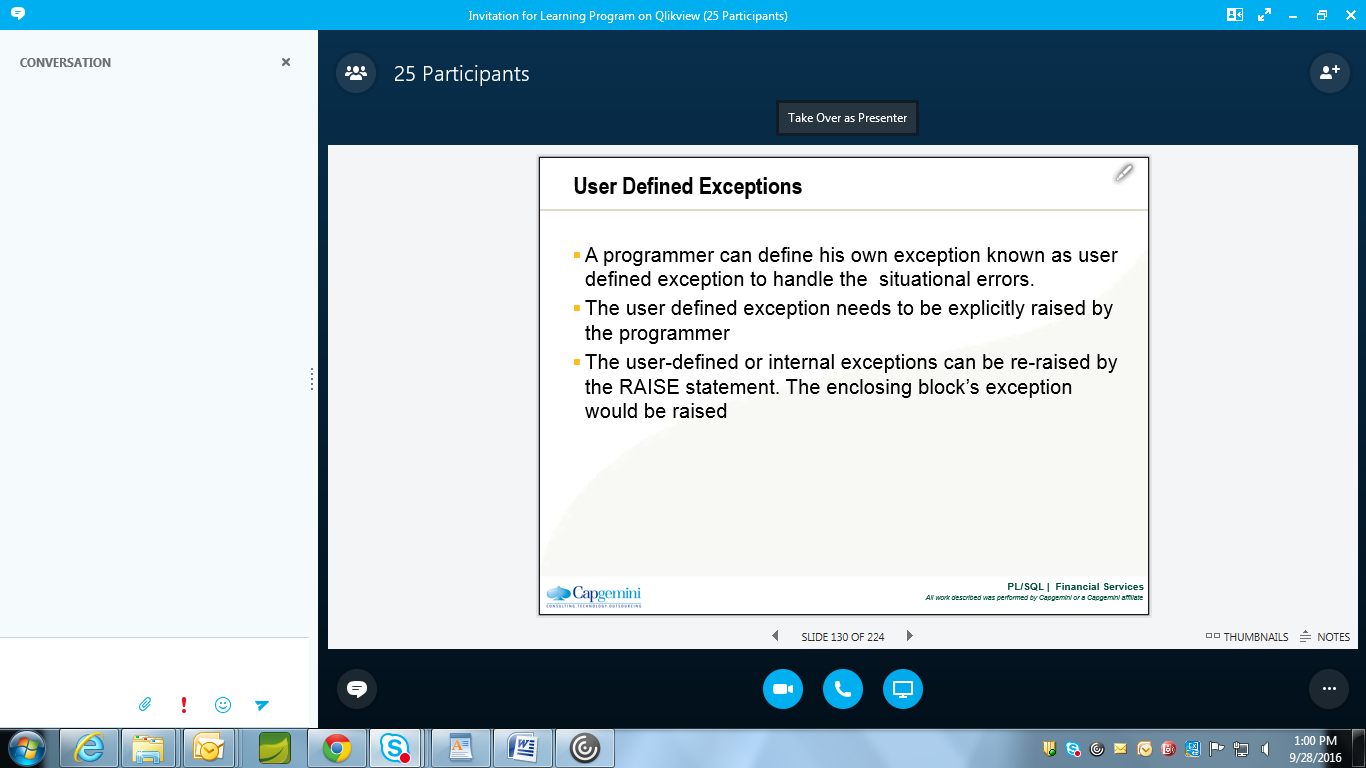 Invitation for Learning Program on Qlikview (25 Participants)
CONVERSATION
25 Participants
Take Over as Presenter
User Defined Exceptions
A programmer can define his own exception known as user
defined exception to handle the  situational errors.
The user defined exception needs to be explicitly raised by
the programmer
The user-defined or internal exceptions can be re-raised by
the RAISE statement. The enclosing block’s exception
would be raised
Capgemini
CONSULTING.TECHNOLOGY.OUTSOURCING
PL/SQL | Financial Services
All work described was performed by Capgemini or a Capgemini affiliate
SLIDE 130 OF 224
THUMBNAILS
NOTES
1:00 PM
9/28/2016